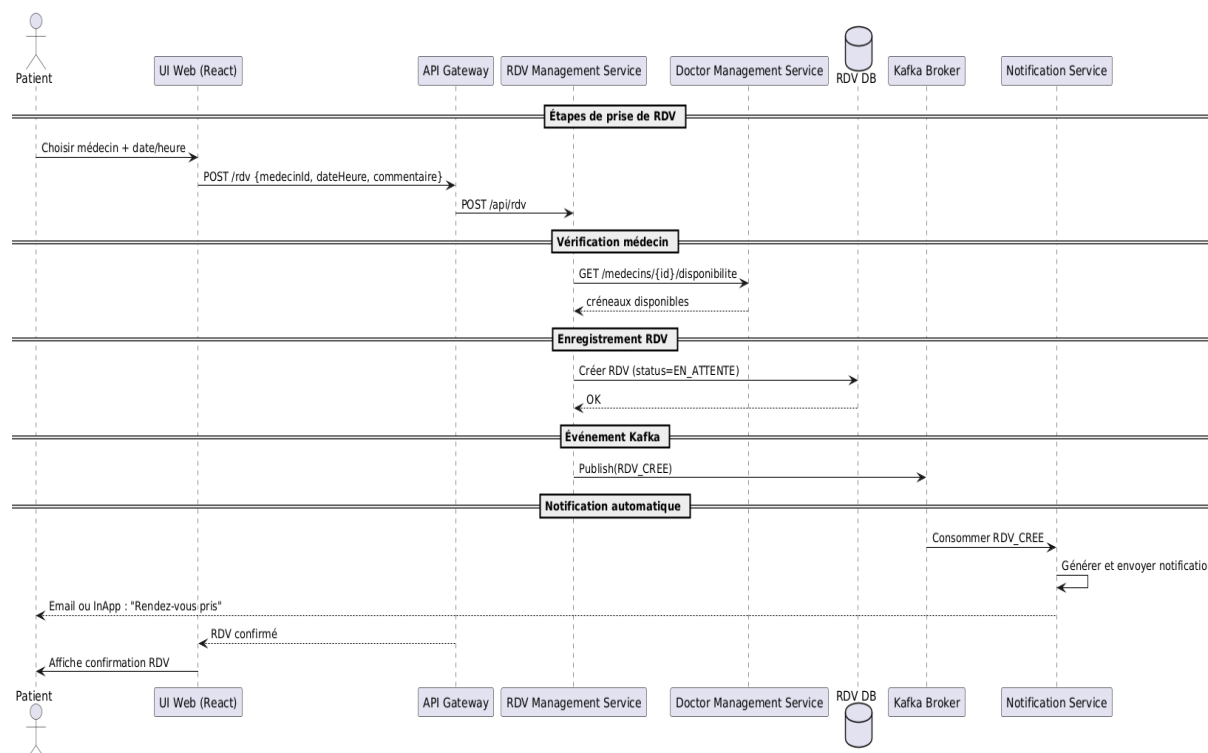 Patient
UI Web (React)
API Gateway
RDV Management Service
Doctor Management Service
RDV DB
Kafka Broker
Notification Service
Étapes de prise de RDV
Choisir médecin + date/heure
POST /rdv {medecinId, dateHeure, commentaire}
POST /api/rdv
Vérification médecin
GET /medecins/{id}/disponibilite
créneaux disponibles
Enregistrement RDV
Créer RDV (status=EN_ATTENTE)
OK
Événement Kafka
Publish(RDV_CREE)
Notification automatique
Consommer RDV_CREE
Générer et envoyer notificatio
Email ou InApp : "Rendez-vous pris"
RDV confirmé
Affiche confirmation RDV
Patient
UI Web (React)
API Gateway
RDV Management Service
Doctor Management Service
RDV DB
Kafka Broker
Notification Service